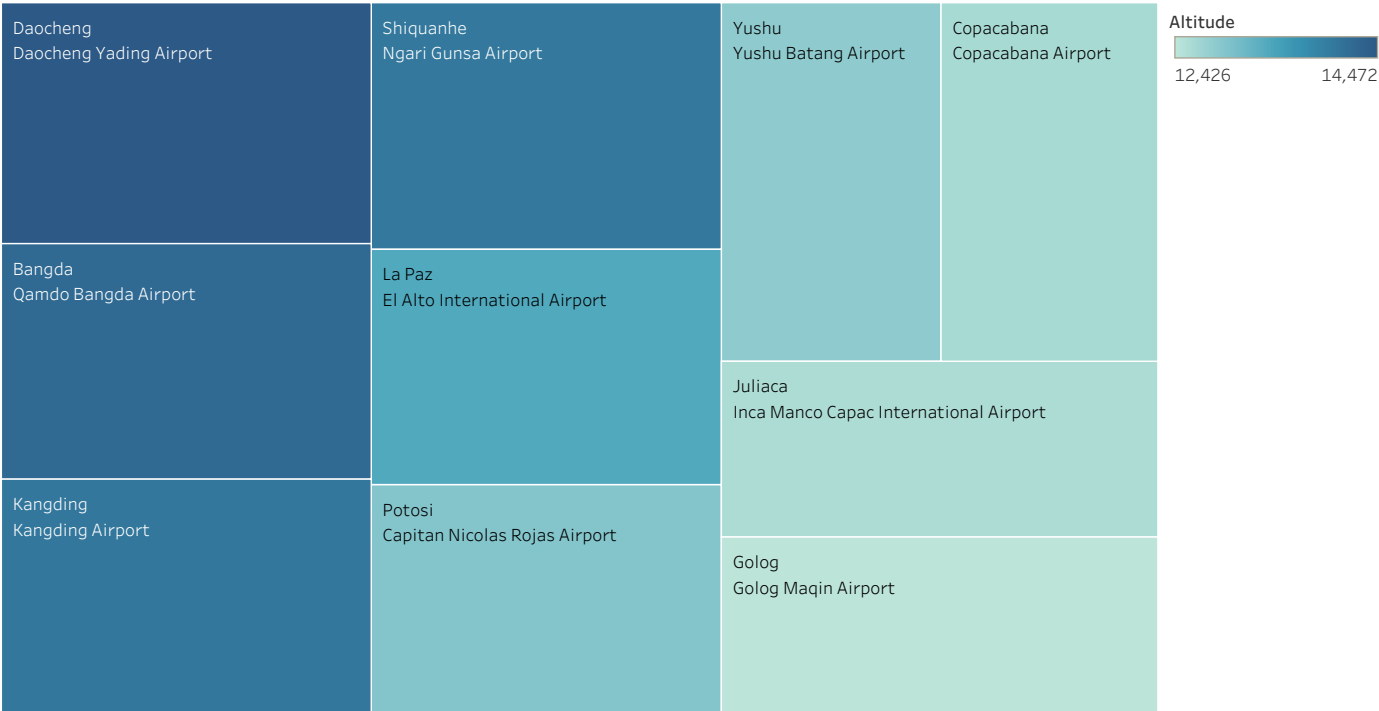 Daocheng
Daocheng Yading Airport
Bangda
Qamdo Bangda Airport
Kangding
Kangding Airport
Shiquanhe
Ngari Gunsa Airport
La Paz
El Alto International Airport
Potosi
Capitan Nicolas Rojas Airport
Yushu
Yushu Batang Airport
Copacabana
Copacabana Airport
Juliaca
Inca Manco Capac International Airport
Golog
Golog Maqin Airport
Altitude
12,426 14,472